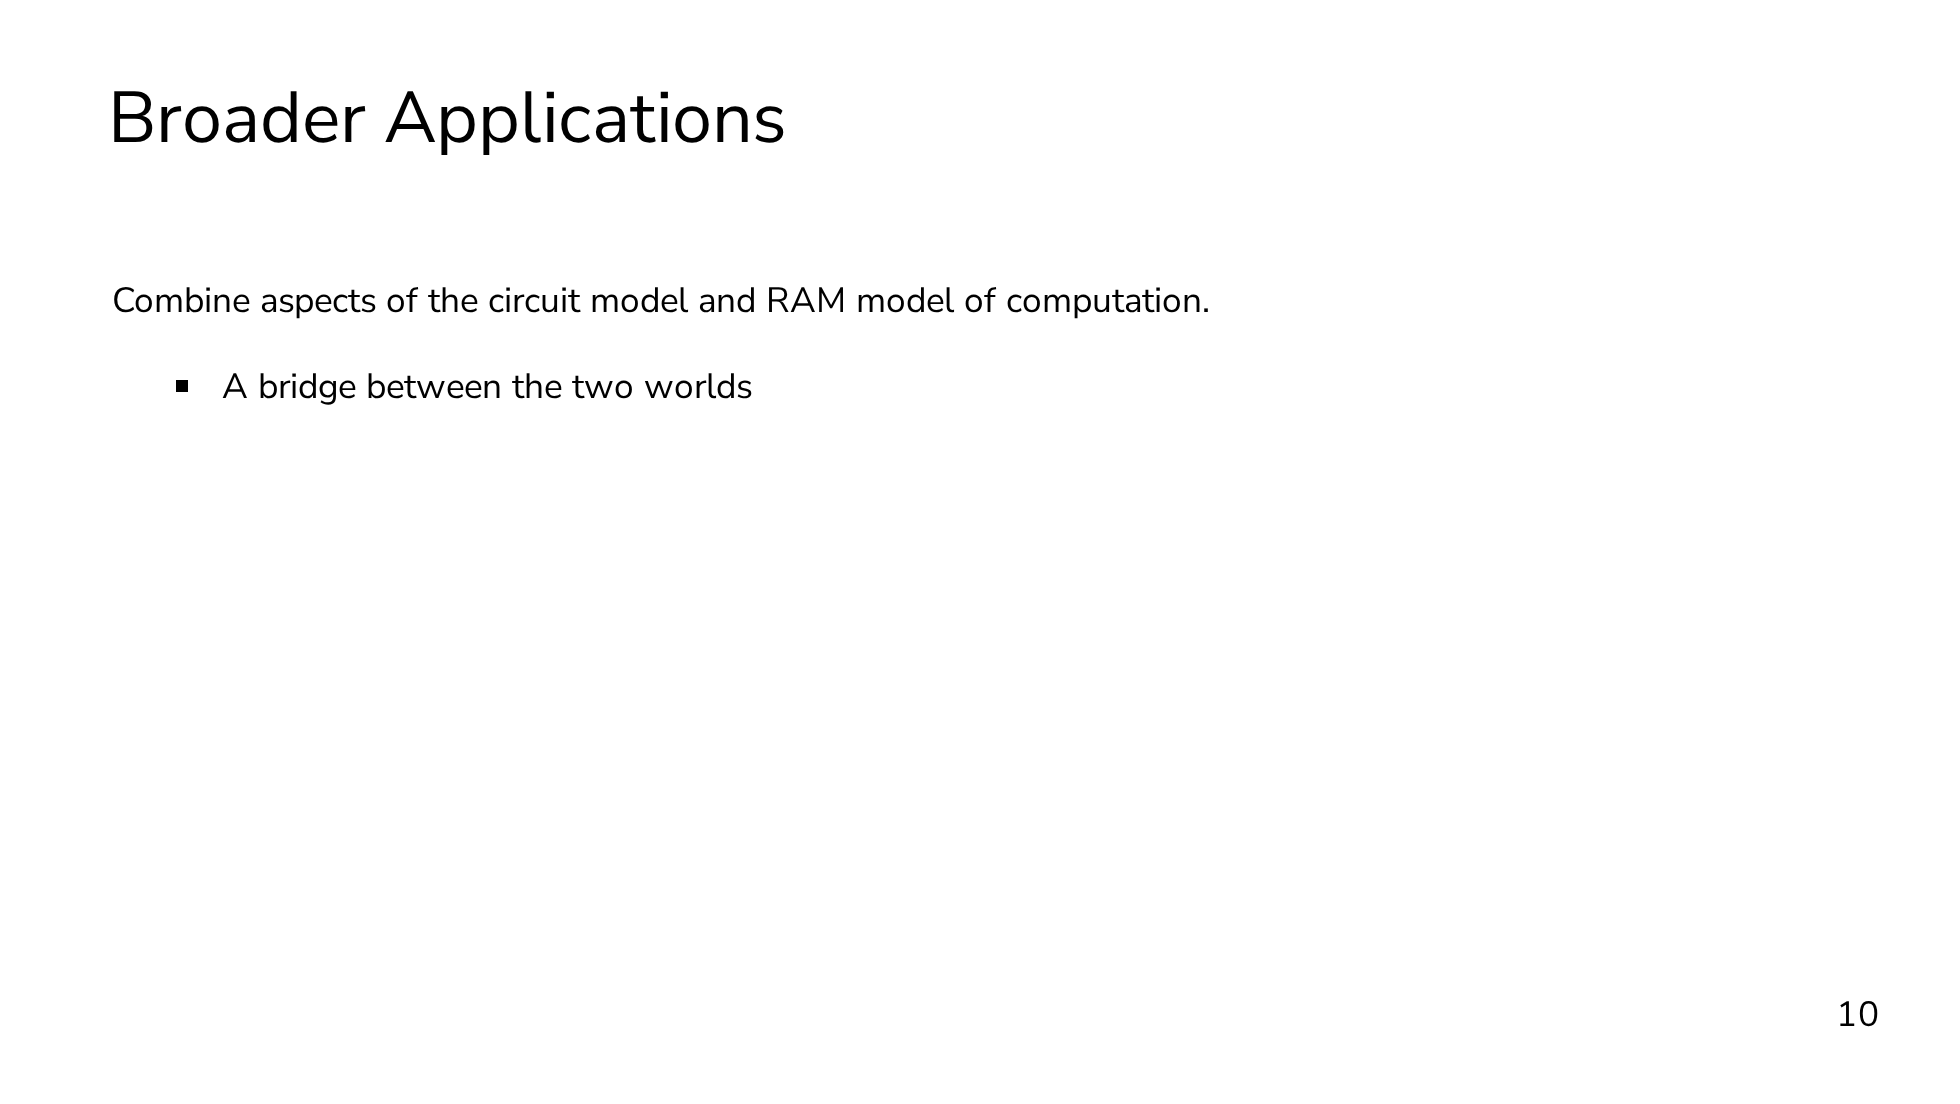 Broader Applications
Combine aspects of the circuit model and RAM model of computation.
▪ A bridge between the two worlds
10